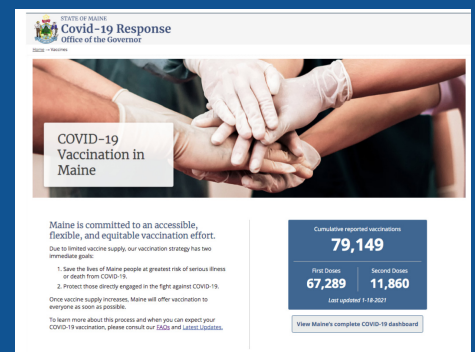 STATE OF MAINE
Covid-19 Response
Office of the Governor
Home → Vaccines
COVID-19
Vaccination in
Maine
Maine is committed to an accessible,
flexible, and equitable vaccination effort.
Due to limited vaccine supply, our vaccination strategy has two
immediate goals:
1. Save the lives of Maine people at greatest risk of serious illness
or death from COVID-19.
2. Protect those directly engaged in the fight against COVID-19.
Once vaccine supply increases, Maine will offer vaccination to
everyone as soon as possible.
To learn more about this process and when you can expect your
COVID-19 vaccination, please consult our FAQs and Latest Updates.
Cumulative reported vaccinations
79,149
First Doses
Second Doses
67,289
11,860
Last updated 1-18-2021
View Maine's complete COVID-19 dashboard